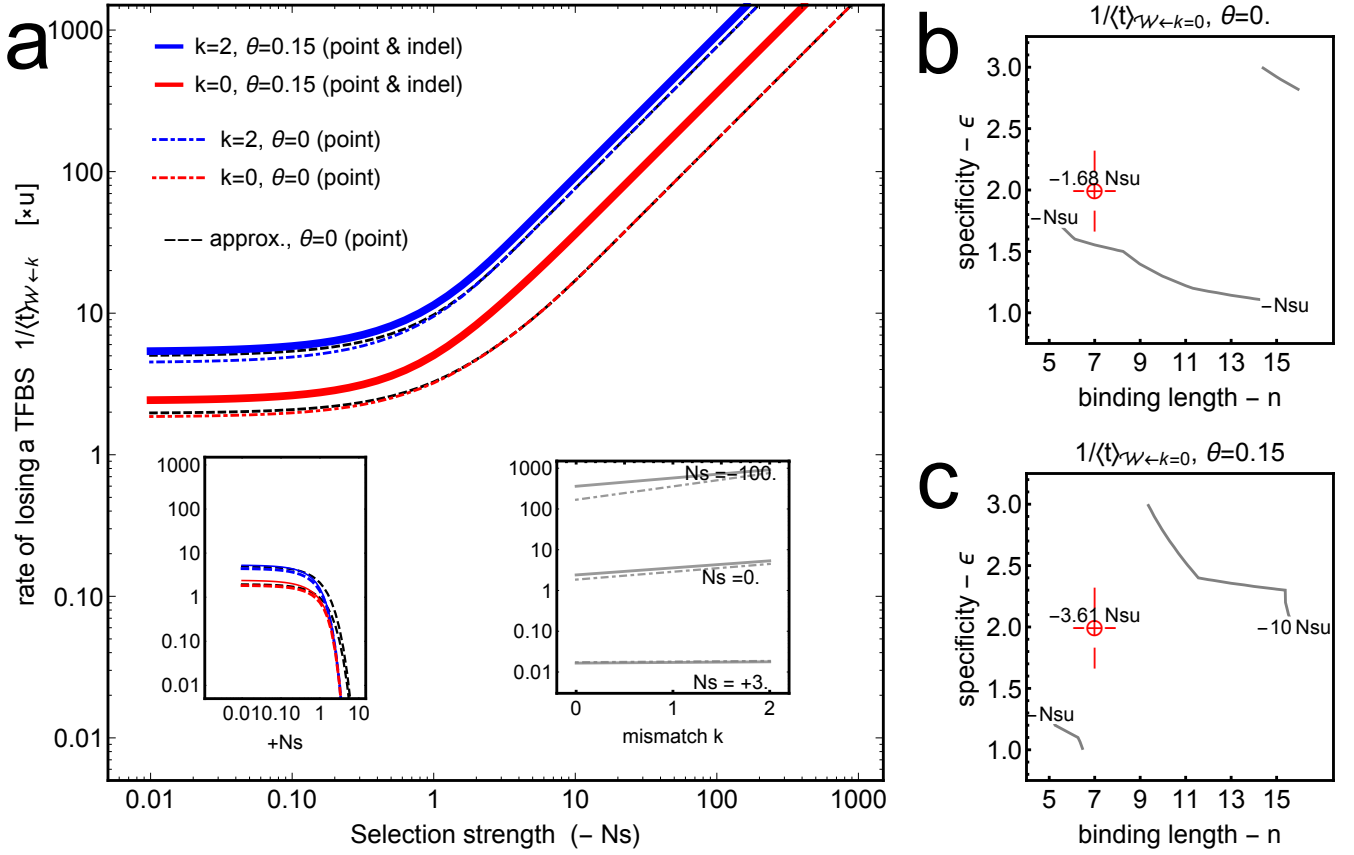 a
k=2, θ=0.15 (point & indel)
k=0, θ=0.15 (point & indel)
k=2, θ=0 (point)
k=0, θ=0 (point)
approx., θ=0 (point)
rate of losing a TFBS 1/⟨t⟩𝒲←k [×u]
1000
100
10
1
0.10
0.01
0.01 0.10 1 10 100 1000
Selection strength (– Ns)
1000
100
10
1
0.10
0.01
0.01 0.10 1 10
+Ns
1000
100
10
1
0.10
0.01
Ns =−100.
Ns =0.
Ns = +3.
0 1 2
mismatch k
b
1/⟨t⟩𝒲←k=0, θ=0.
specificity – ϵ
3.0
2.5
2.0
1.5
1.0
−1.68 Nsu
−Nsu
−Nsu
5 7 9 11 13 15
binding length – n
c
1/⟨t⟩𝒲←k=0, θ=0.15
specificity – ϵ
3.0
2.5
2.0
1.5
1.0
−3.61 Nsu
−10 Nsu
−Nsu
5 7 9 11 13 15
binding length – n